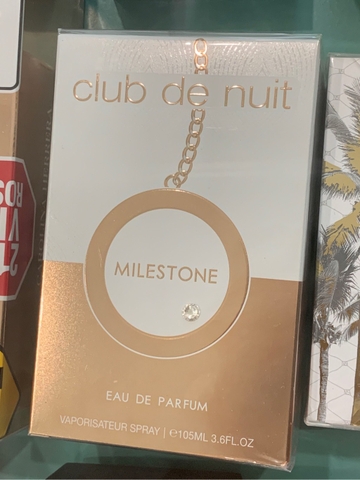 club de nuit
MILESTONE
EAU DE PARFUM
VAPORISATEUR SPRAY | ℮105ML 3.6FL.OZ